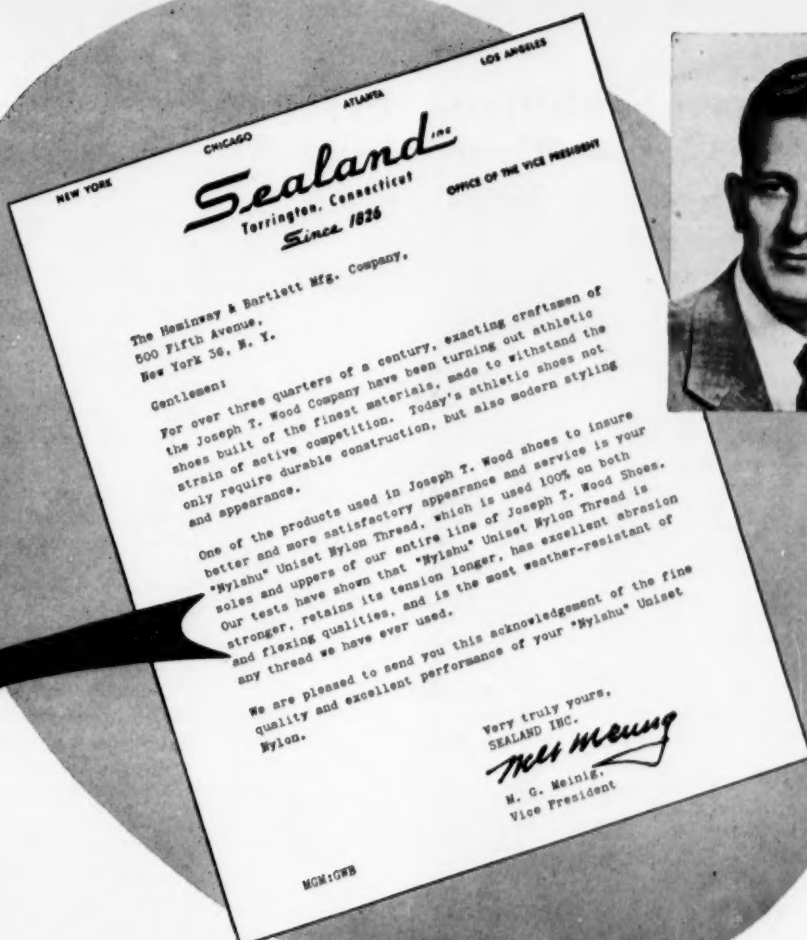 NEW YORK CHICAGO ATLANTA LOS ANGELES
Sealand INC
Torrington, Connecticut
Since 1826
OFFICE OF THE VICE PRESIDENT
The Heminway & Bartlett Mfg. Company,
500 Fifth Avenue,
New York 36, N. Y.
Gentlemen:
For over three quarters of a century, exacting craftsmen of
the Joseph T. Wood Company have been turning out athletic
shoes built of the finest materials, made to withstand the
strain of active competition. Today's athletic shoes not
only require durable construction, but also modern styling
and appearance.
One of the products used in Joseph T. Wood shoes to insure
better and more satisfactory appearance and service is your
"Nylshu" Uniset Nylon Thread, which is used 100% on both
soles and uppers of our entire line of Joseph T. Wood Shoes.
Our tests have shown that "Nylshu" Uniset Nylon Thread is
stronger, retains its tension longer, has excellent abrasion
and flexing qualities, and is the most weather-resistant of
any thread we have ever used.
We are pleased to send you this acknowledgement of the fine
quality and excellent performance of your "Nylshu" Uniset
Nylon.
Very truly yours,
SEALAND INC.
M. G. Meinig,
Vice President
MGM:GWB